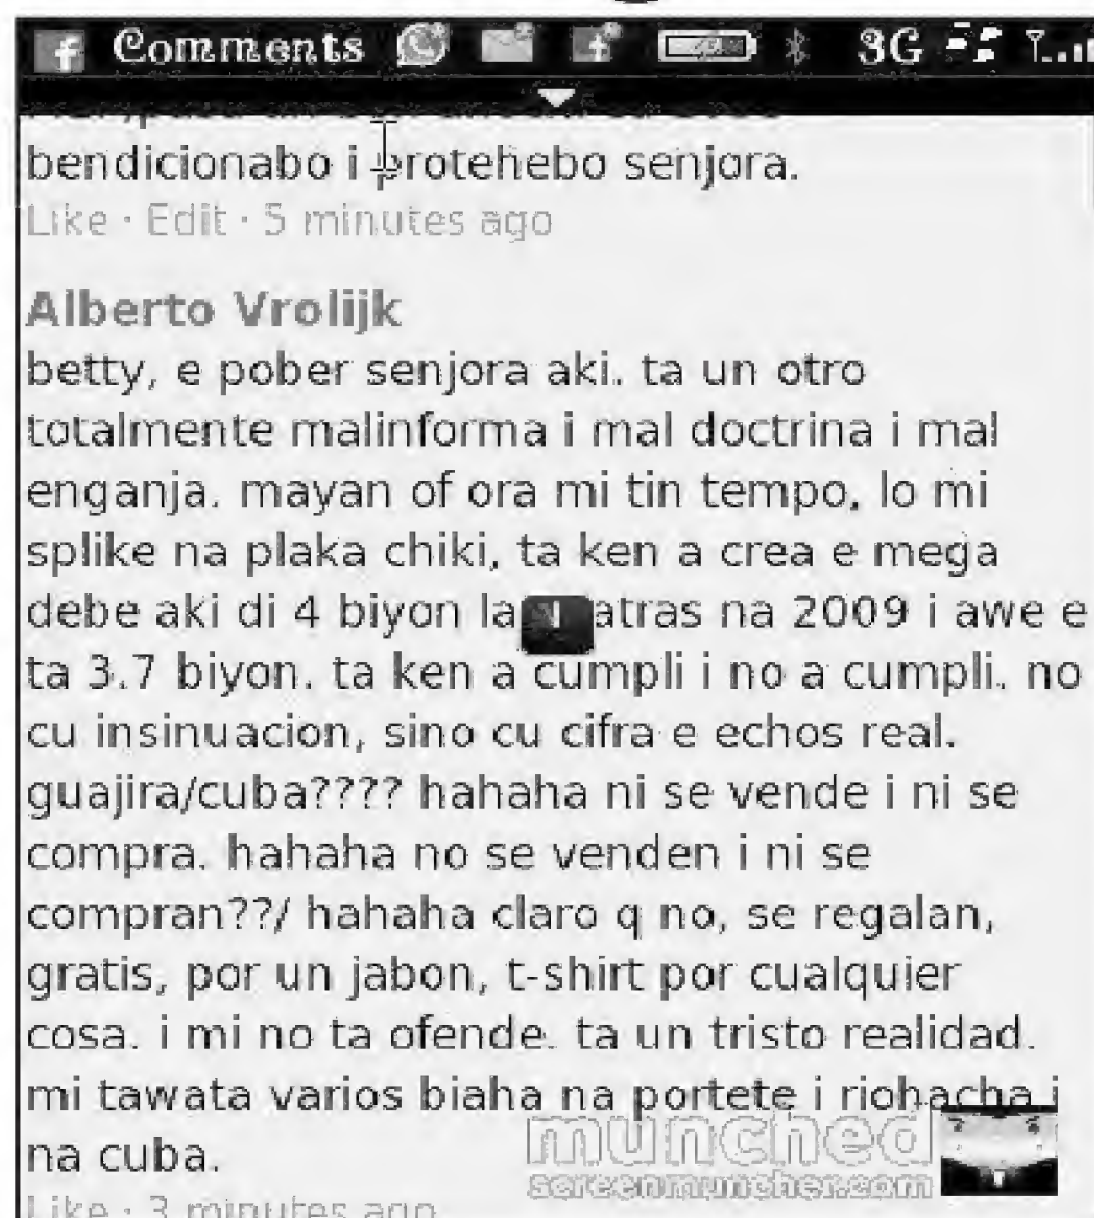 Comments 3G
bendicionabo i protehebo senjora.
Like · Edit · 5 minutes ago
Alberto Vrolijk
betty, e pober senjora aki. ta un otro
totalmente malinforma i mal doctrina i mal
enganja. mayan of ora mi tin tempo, lo mi
splike na plaka chiki, ta ken a crea e mega
debe aki di 4 biyon la atras na 2009 i awe e
ta 3.7 biyon. ta ken a cumpli i no a cumpli. no
cu insinuacion, sino cu cifra e echos real.
guajira/cuba???? hahaha ni se vende i ni se
compra. hahaha no se venden i ni se
compran??/ hahaha claro q no, se regalan,
gratis, por un jabon, t-shirt por cualquier
cosa. i mi no ta ofende. ta un tristo realidad.
mi tawata varios biaha na portete i riohacha i
na cuba.
munched
screenmuncher.com
Like · 3 minutes ago